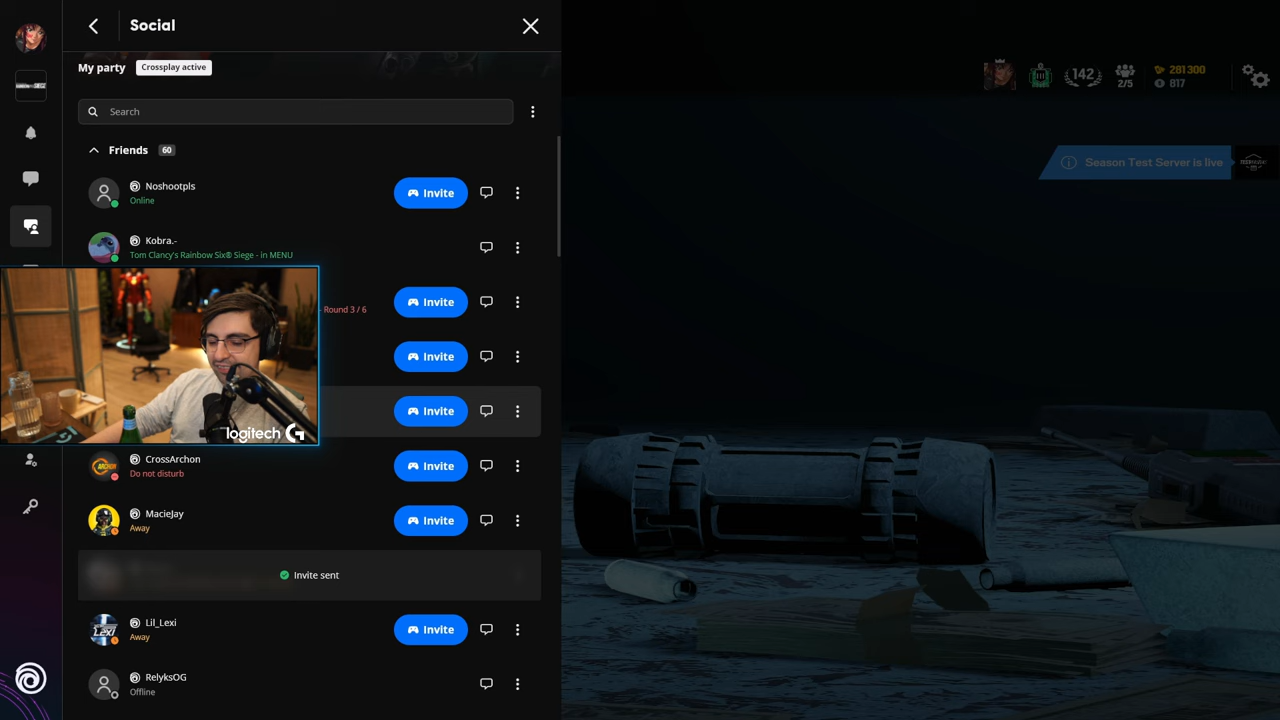 Social
My party
Crossplay active
142
2/5
281 300
817
Search
Friends 60
Season Test Server is live
Noshootpls
Online
Invite
Kobra.-
Tom Clancy's Rainbow Six® Siege - in MENU
- Round 3 / 6
Invite
Invite
Invite
logitech G
CrossArchon
Do not disturb
Invite
MacieJay
Away
Invite
Invite sent
Lil_Lexi
Away
Invite
RelyksOG
Offline